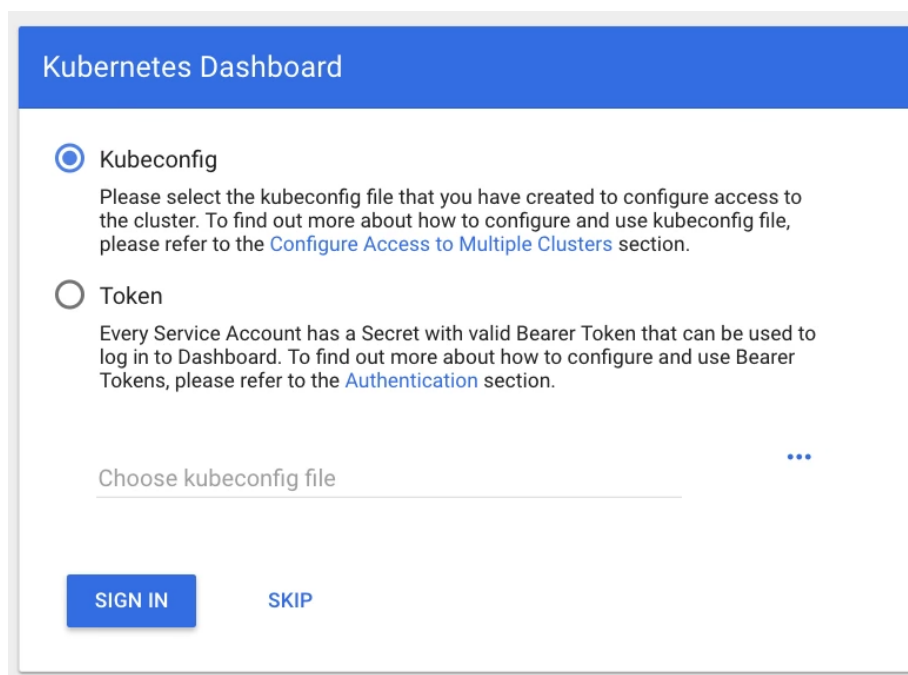 Kubernetes Dashboard
Kubeconfig
Please select the kubeconfig file that you have created to configure access to
the cluster. To find out more about how to configure and use kubeconfig file,
please refer to the Configure Access to Multiple Clusters section.
Token
Every Service Account has a Secret with valid Bearer Token that can be used to
log in to Dashboard. To find out more about how to configure and use Bearer
Tokens, please refer to the Authentication section.
Choose kubeconfig file
SIGN IN
SKIP